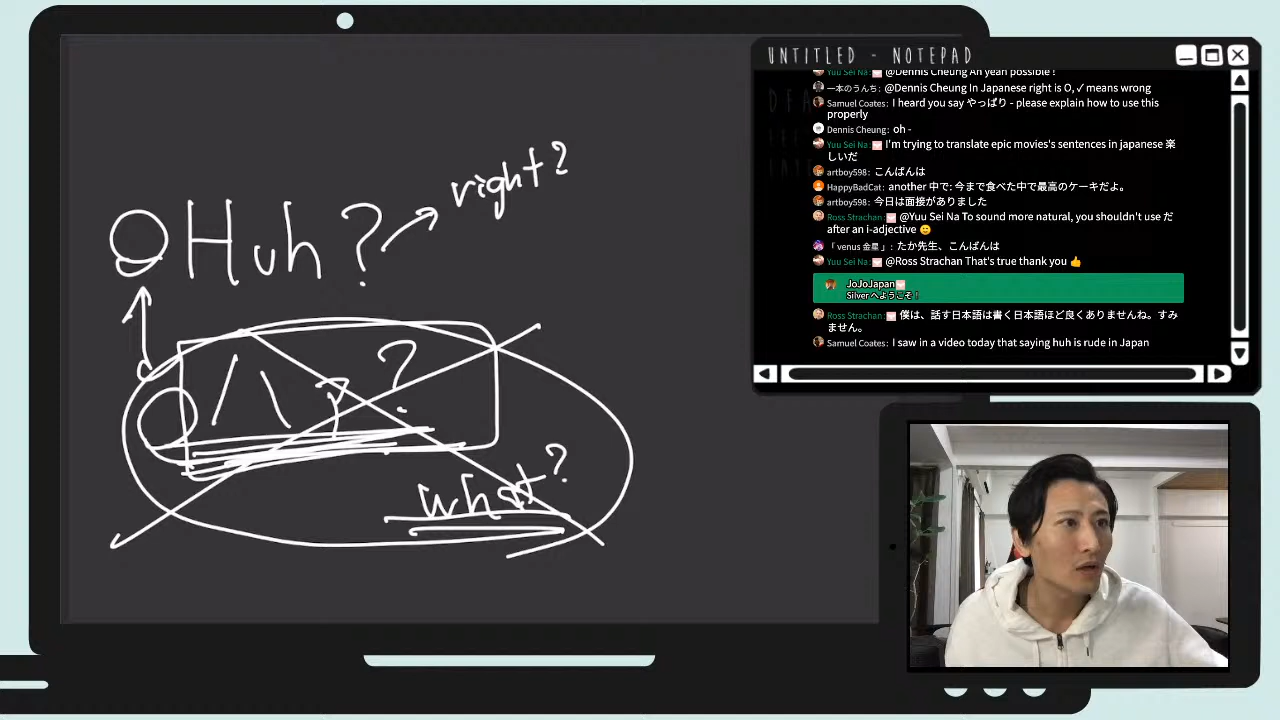 UNTITLED - NOTEPAD
Yuu Sei Na: @Dennis Cheung Ah yeah possible !
一本のうんち: @Dennis Cheung In Japanese right is O, ✓ means wrong
Samuel Coates: I heard you say やっぱり - please explain how to use this
properly
Dennis Cheung: oh -
Yuu Sei Na: I'm trying to translate epic movies's sentences in japanese 楽
しいだ
artboy598: こんばんは
HappyBadCat: another 中で: 今まで食べた中で最高のケーキだよ。
artboy598: 今日は面接がありました
Ross Strachan: @Yuu Sei Na To sound more natural, you shouldn't use だ
after an i-adjective 🙂
「 venus 金星 」: たか先生、こんばんは
Yuu Sei Na: @Ross Strachan That's true thank you 👍
JoJoJapan
Silverへようこそ！
Ross Strachan: 僕は、話す日本語は書く日本語ほど良くありませんね。すみ
ません。
Samuel Coates: I saw in a video today that saying huh is rude in Japan
right?
Huh?
ハ?
?
what?